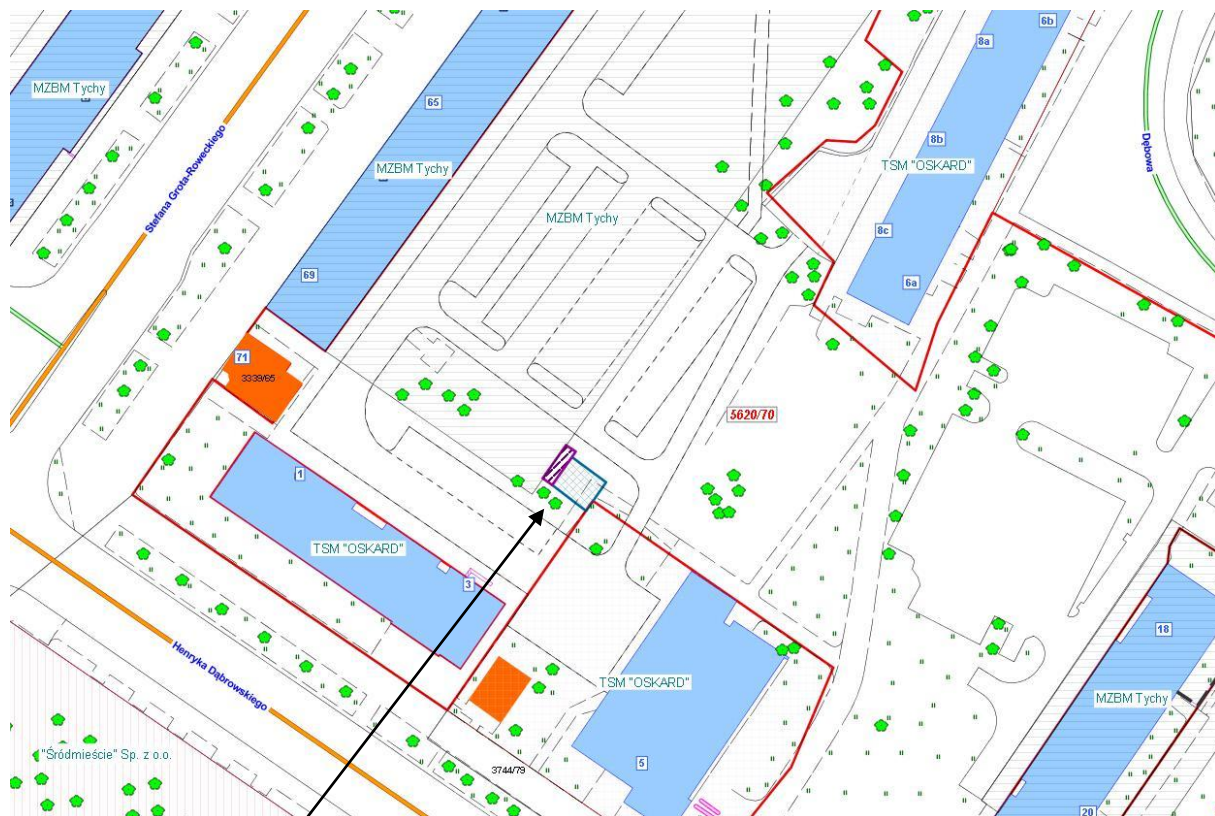 6b
8a
MZBM Tychy
65
8b
Dębowa
TSM "OSKARD"
MZBM Tychy
Stefana Grota-Roweckiego
MZBM Tychy
8c
69
6a
71
3339/65
5620/70
1
TSM "OSKARD"
3
18
Henryka Dąbrowskiego
TSM "OSKARD"
MZBM Tychy
"Śródmieście" Sp. z o.o.
5
3744/79
20